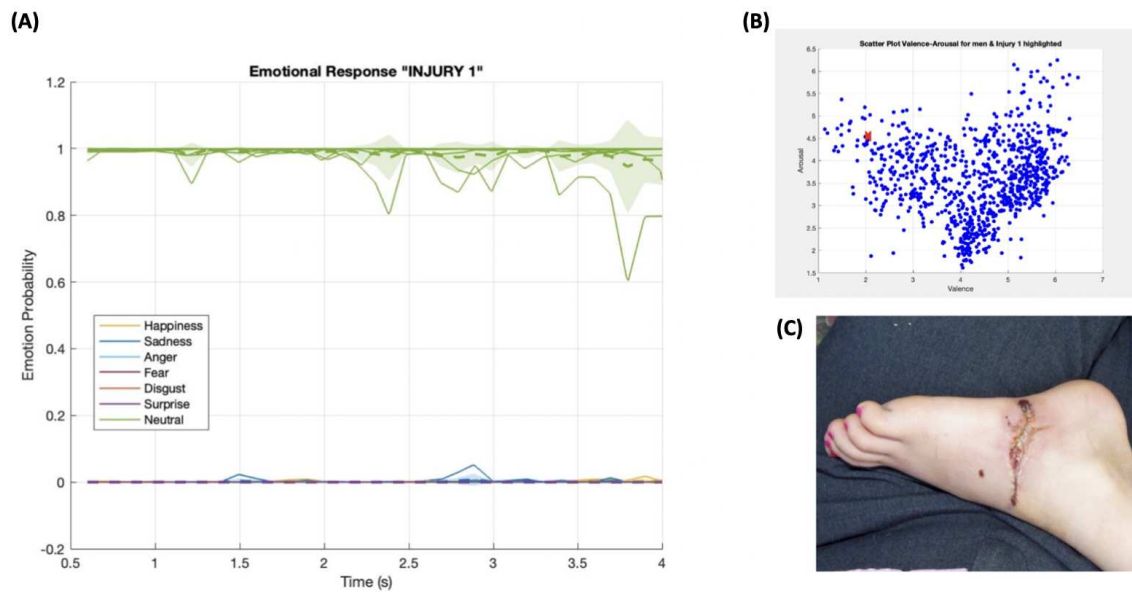 (A)
Emotional Response "INJURY 1"
1.2
1
0.8
0.6
0.4
0.2
0
-0.2
Emotion Probability
Happiness
Sadness
Anger
Fear
Disgust
Surprise
Neutral
0.5 1 1.5 2 2.5 3 3.5 4
Time (s)
(B)
Scatter Plot Valence-Arousal for men & Injury 1 highlighted
6.5
6
5.5
5
4.5
4
3.5
3
2.5
2
1.5
Arousal
1 2 3 4 5 6 7
Valence
(C)